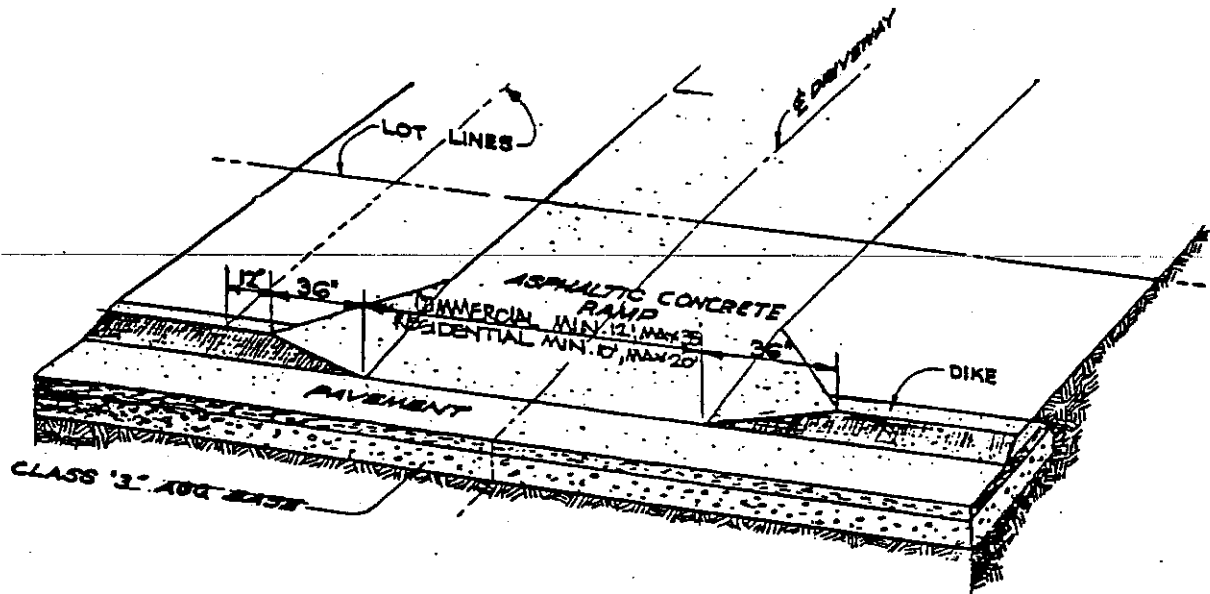 ℄ DRIVEWAY
LOT LINES
12"
36"
ASPHALTIC CONCRETE
RAMP
COMMERCIAL MIN. 12', MAX 35'
RESIDENTIAL MIN. 10', MAX 20'
36"
DIKE
PAVEMENT
CLASS "3" AGG. BASE